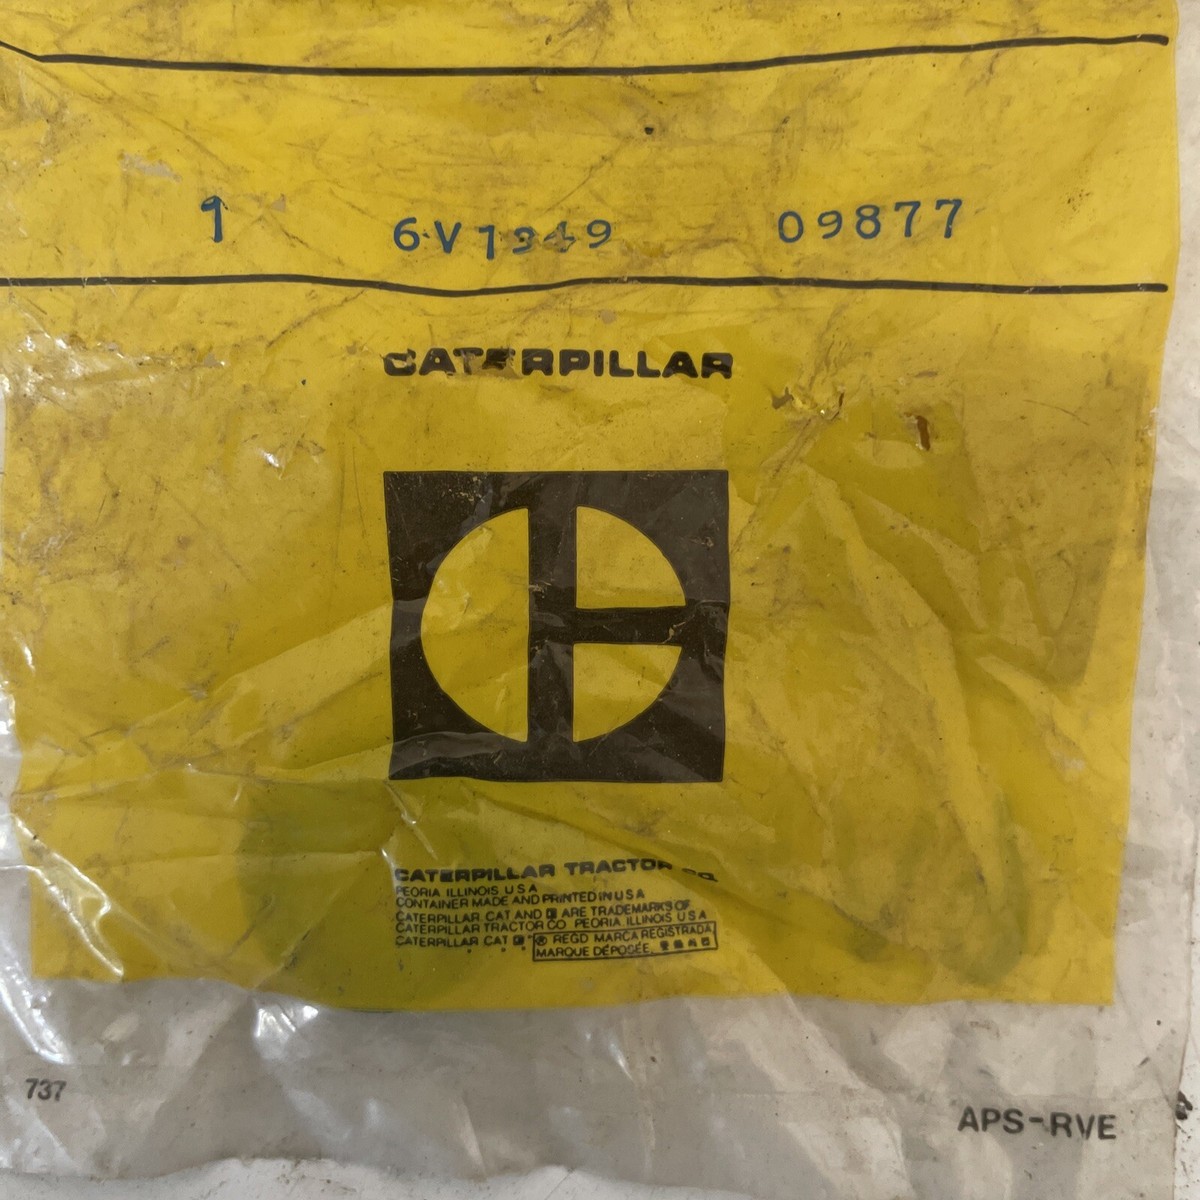 1 6V1349 09877
CATERPILLAR
CATERPILLAR TRACTOR CO
PEORIA ILLINOIS U S A
CONTAINER MADE AND PRINTED IN U S A
CATERPILLAR CAT AND ARE TRADEMARKS OF
CATERPILLAR TRACTOR CO PEORIA ILLINOIS U S A
CATERPILLAR CAT ® REGD MARCA REGISTRADA
MARQUE DÉPOSÉE
737
APS-RVE